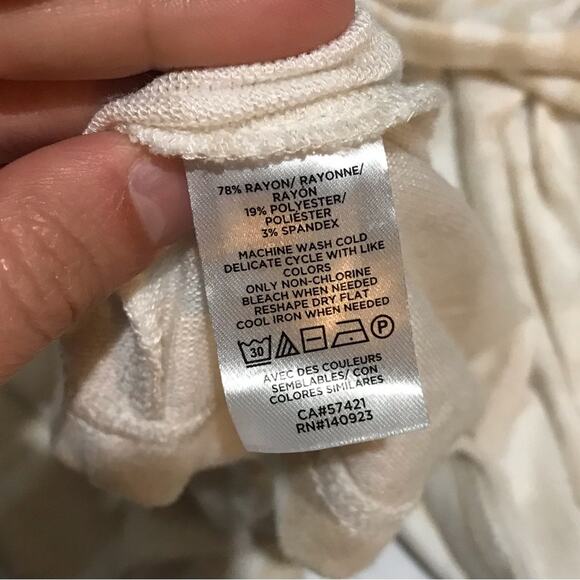 78% RAYON/ RAYONNE/
RAYÓN
19% POLYESTER/
POLIÉSTER
3% SPANDEX
MACHINE WASH COLD
DELICATE CYCLE WITH LIKE
COLORS
ONLY NON-CHLORINE
BLEACH WHEN NEEDED
RESHAPE DRY FLAT
COOL IRON WHEN NEEDED
30 P
AVEC DES COULEURS
SEMBLABLES/ CON
COLORES SIMILARES
CA#57421
RN#140923